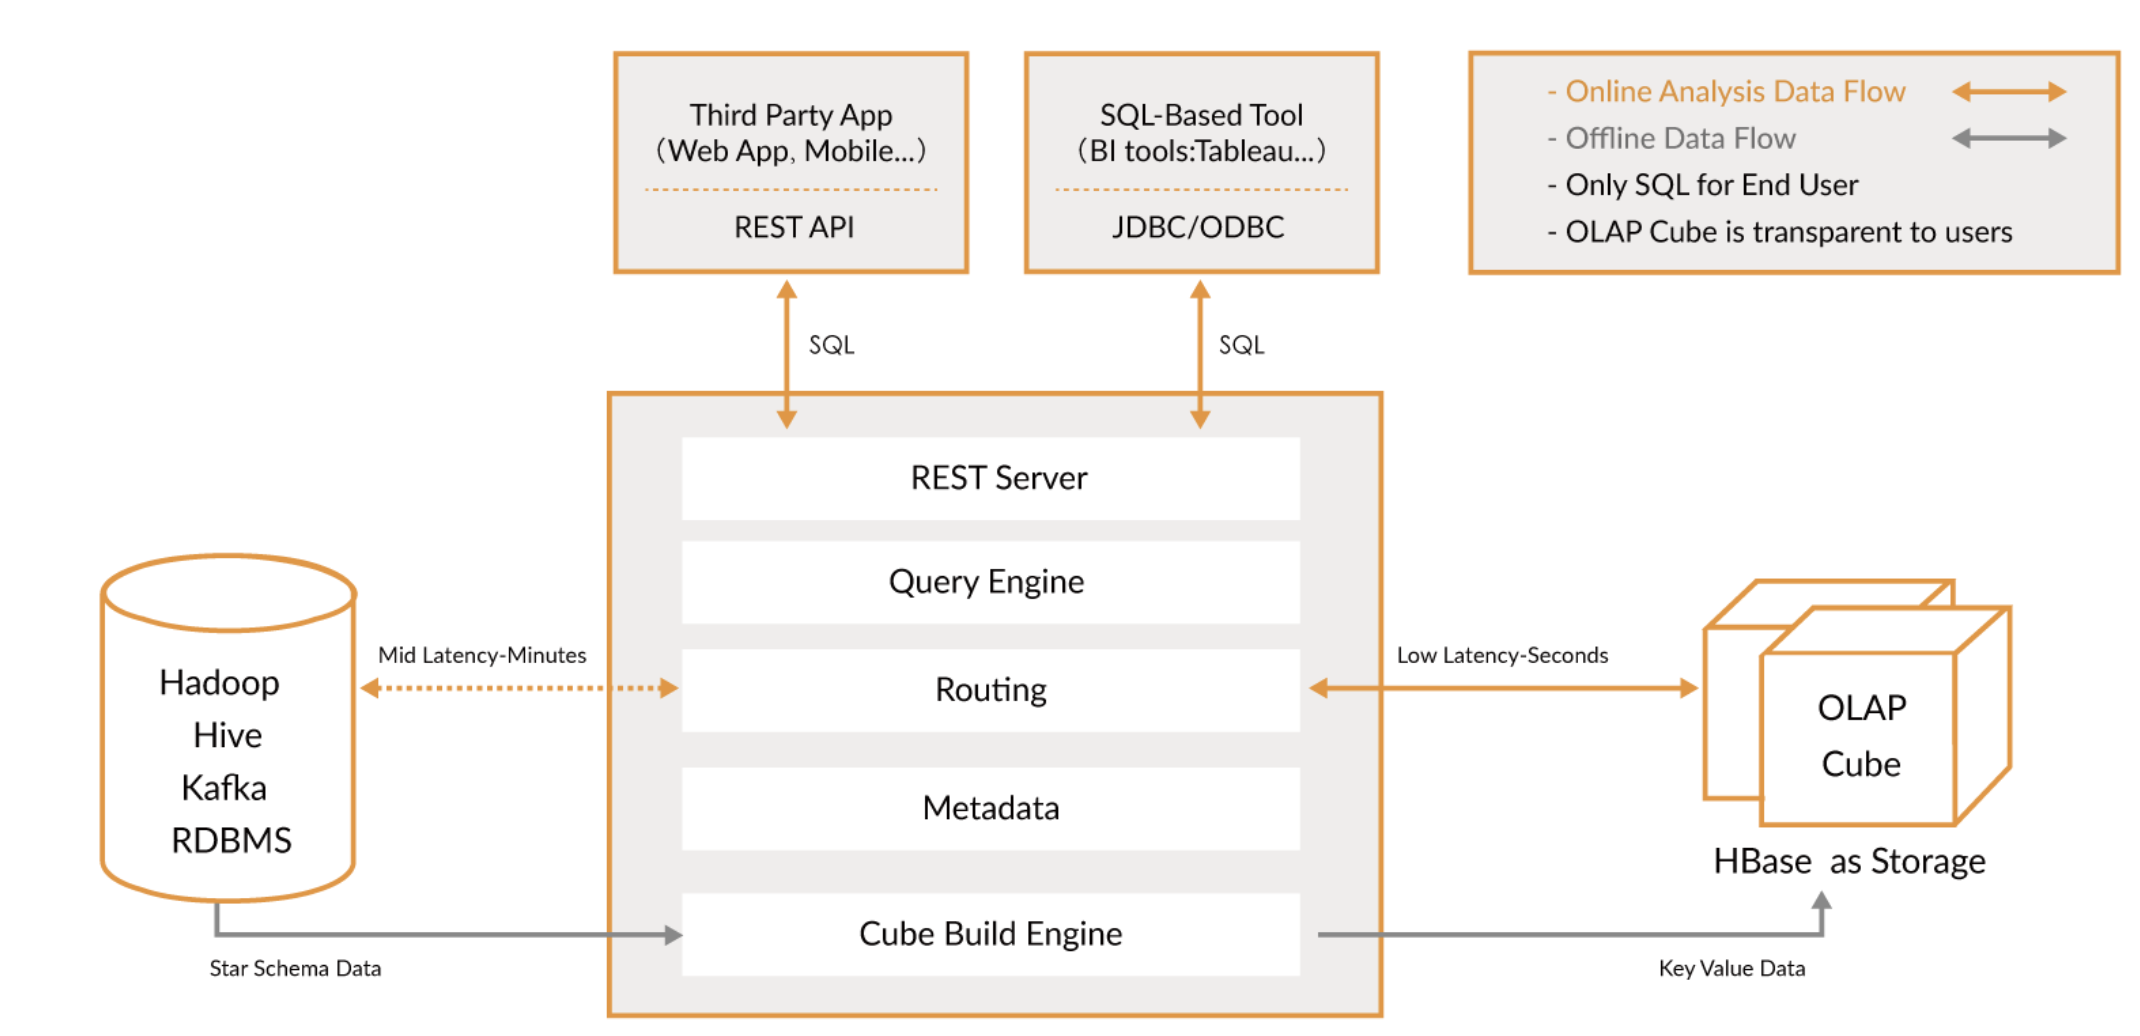 Third Party App
（Web App, Mobile...）
REST API
SQL-Based Tool
（BI tools:Tableau...）
JDBC/ODBC
- Online Analysis Data Flow
- Offline Data Flow
- Only SQL for End User
- OLAP Cube is transparent to users
SQL
SQL
REST Server
Query Engine
Routing
Metadata
Cube Build Engine
Mid Latency-Minutes
Low Latency-Seconds
Hadoop
Hive
Kafka
RDBMS
OLAP
Cube
HBase as Storage
Star Schema Data
Key Value Data